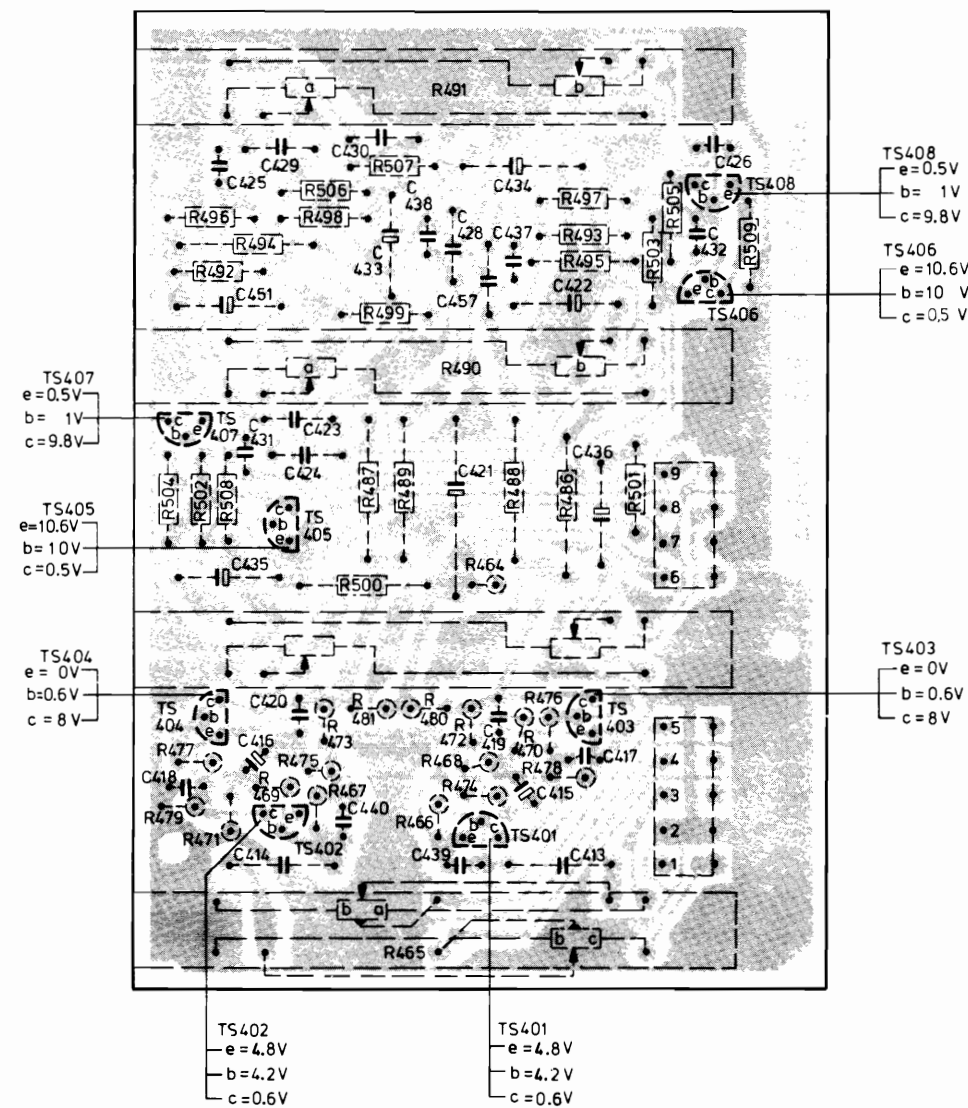 R491
a
b
C430
C429
R507
C434
C426
C425
R506
C
438
R497
R505
c
b
e
TS408
TS408
e=0.5V
b= 1V
c=9.8V
R496
R498
C
428
C437
R493
R503
C
432
R509
R494
C
433
R495
TS406
e=10.6V
b=10 V
c=0.5 V
R492
C422
b
e
c
C451
C457
R499
TS406
R490
a
b
TS407
e=0.5V
b= 1V
c=9.8V
c
b
e
TS
407
C
431
C423
C424
C436
C421
R504
R502
R508
R487
R489
R488
R486
R501
9
8
7
6
TS405
e=10.6V
b= 10V
c=0.5V
c
b
e
TS
405
R464
C435
R500
TS404
e= 0V
b=0.6V
c= 8V
TS403
e=0V
b=0.6V
c=8V
TS
404
c
b
e
C420
R
473
R
481
R
480
R
472
C
419
R476
R
470
c
b
e
TS
403
5
4
3
2
1
R477
C416
R475
R468
R478
C417
C418
R
469
R467
R474
C415
R479
c
b
e
C440
R466
b
e
c
TS401
R471
TS402
C414
C439
C413
b a
R465
b c
TS402
e=4.8V
b=4.2V
c=0.6V
TS401
e=4.8V
b=4.2V
c=0.6V